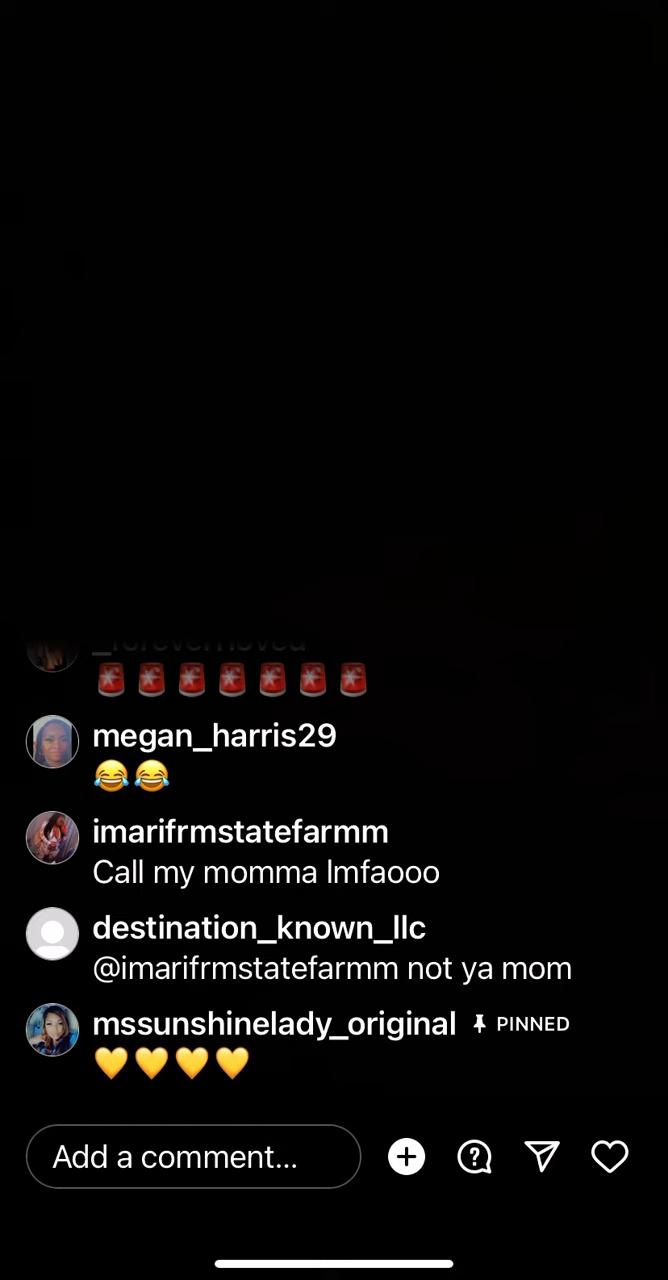 🚨🚨🚨🚨🚨🚨🚨
megan_harris29
😂😂
imarifrmstatefarmm
Call my momma lmfaooo
destination_known_llc
@imarifrmstatefarmm not ya mom
mssunshinelady_original PINNED
💛💛💛💛
Add a comment...